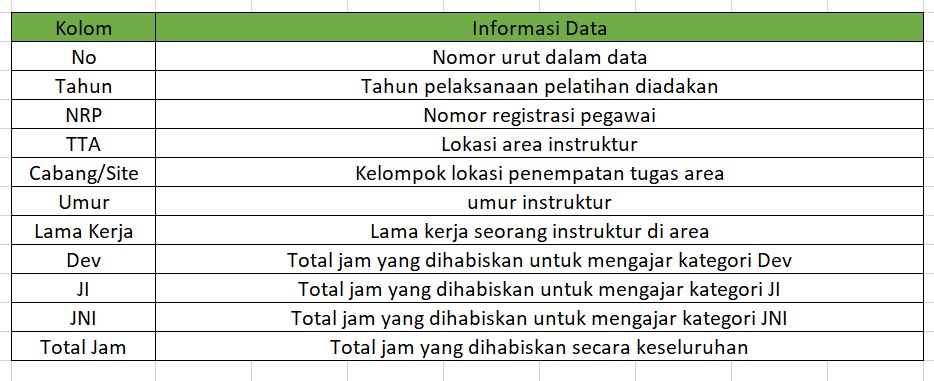 Kolom Informasi Data
No Nomor urut dalam data
Tahun Tahun pelaksanaan pelatihan diadakan
NRP Nomor registrasi pegawai
TTA Lokasi area instruktur
Cabang/Site Kelompok lokasi penempatan tugas area
Umur umur instruktur
Lama Kerja Lama kerja seorang instruktur di area
Dev Total jam yang dihabiskan untuk mengajar kategori Dev
JI Total jam yang dihabiskan untuk mengajar kategori JI
JNI Total jam yang dihabiskan untuk mengajar kategori JNI
Total Jam Total jam yang dihabiskan secara keseluruhan